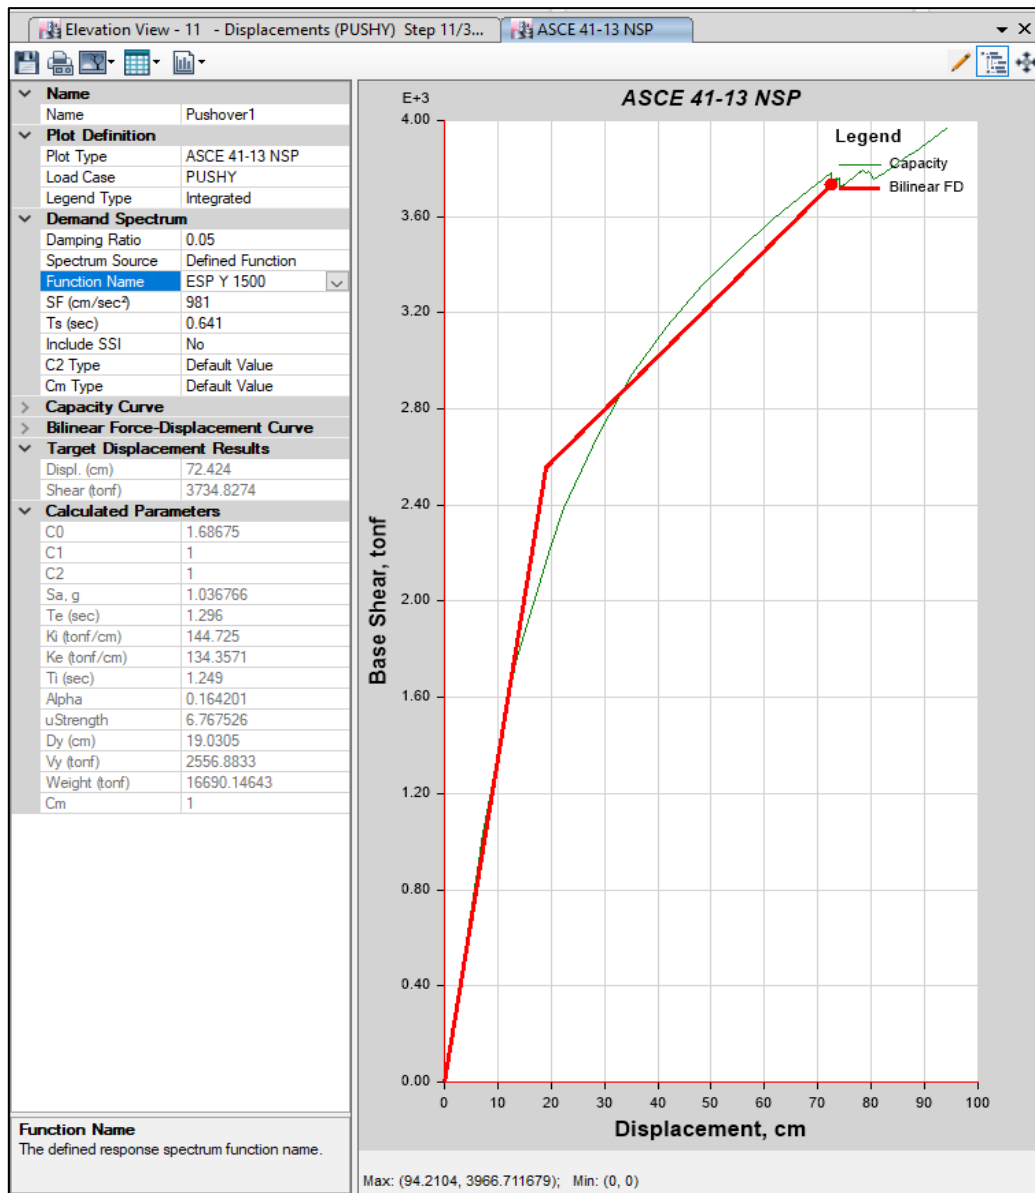 Elevation View - 11 - Displacements (PUSHY) Step 11/3...
ASCE 41-13 NSP
Name
Name Pushover1
Plot Definition
Plot Type ASCE 41-13 NSP
Load Case PUSHY
Legend Type Integrated
Demand Spectrum
Damping Ratio 0.05
Spectrum Source Defined Function
Function Name ESP Y 1500
SF (cm/sec²) 981
Ts (sec) 0.641
Include SSI No
C2 Type Default Value
Cm Type Default Value
Capacity Curve
Bilinear Force-Displacement Curve
Target Displacement Results
Displ. (cm) 72.424
Shear (tonf) 3734.8274
Calculated Parameters
C0 1.68675
C1 1
C2 1
Sa, g 1.036766
Te (sec) 1.296
Ki (tonf/cm) 144.725
Ke (tonf/cm) 134.3571
Ti (sec) 1.249
Alpha 0.164201
uStrength 6.767526
Dy (cm) 19.0305
Vy (tonf) 2556.8833
Weight (tonf) 16690.14643
Cm 1
Function Name
The defined response spectrum function name.
E+3
ASCE 41-13 NSP
Legend
Capacity
Bilinear FD
4.00
3.60
3.20
2.80
2.40
2.00
1.60
1.20
0.80
0.40
0.00
Base Shear, tonf
0 10 20 30 40 50 60 70 80 90 100
Displacement, cm
Max: (94.2104, 3966.711679); Min: (0, 0)